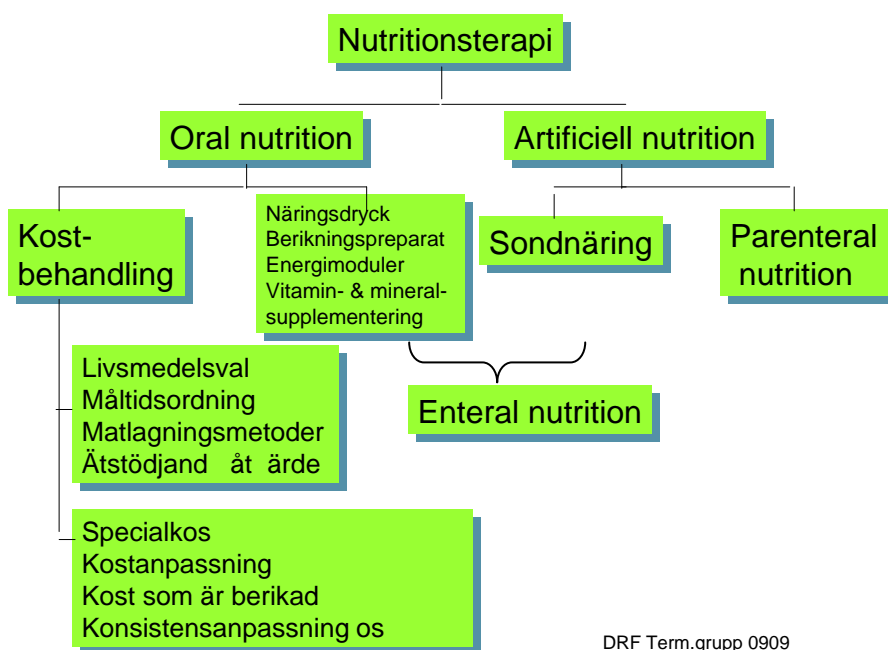 Nutritionsterapi
Oral nutrition
Artificiell nutrition
Kost-
behandling
Näringsdryck
Berikningspreparat
Energimoduler
Vitamin- & mineral-
supplementering
Sondnäring
Parenteral
nutrition
Livsmedelsval
Måltidsordning
Matlagningsmetoder
Ätstödjand åt ärde
Enteral nutrition
Specialkos
Kostanpassning
Kost som är berikad
Konsistensanpassning os
DRF Term.grupp 0909